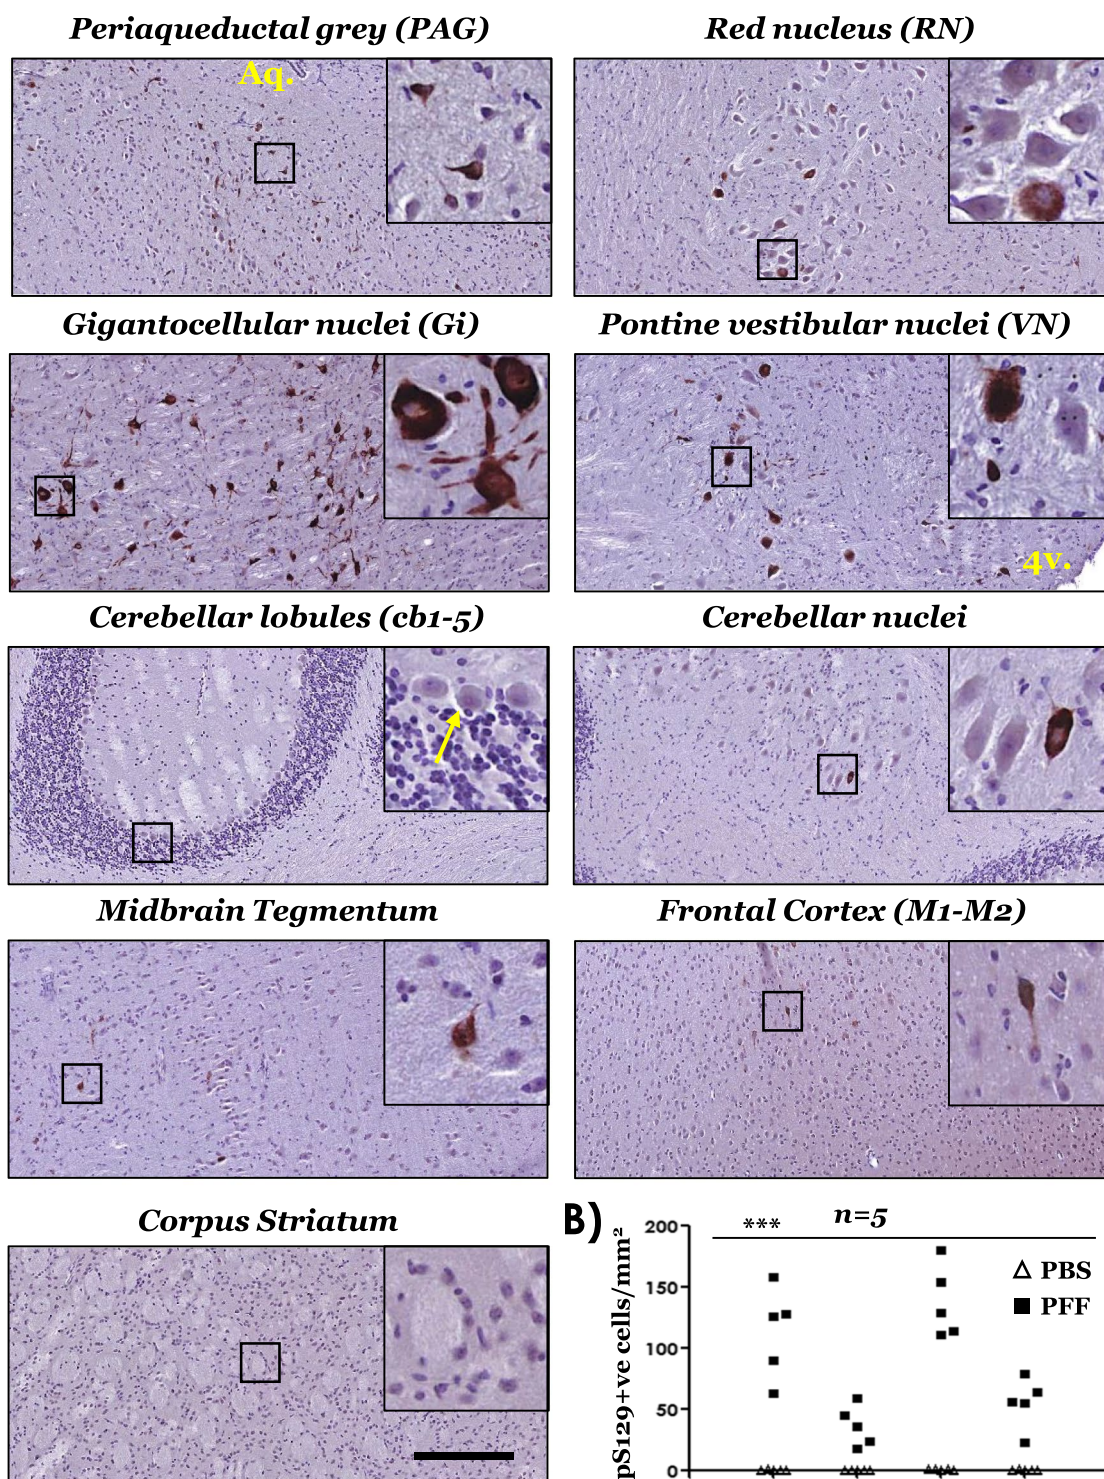 Periaqueductal grey (PAG)
Red nucleus (RN)
Aq.
Gigantocellular nuclei (Gi)
Pontine vestibular nuclei (VN)
4v.
Cerebellar lobules (cb1-5)
Cerebellar nuclei
Midbrain Tegmentum
Frontal Cortex (M1-M2)
Corpus Striatum
B)
*** n=5
pS129+ve cells/mm²
200
150
100
50
0
PBS
PFF